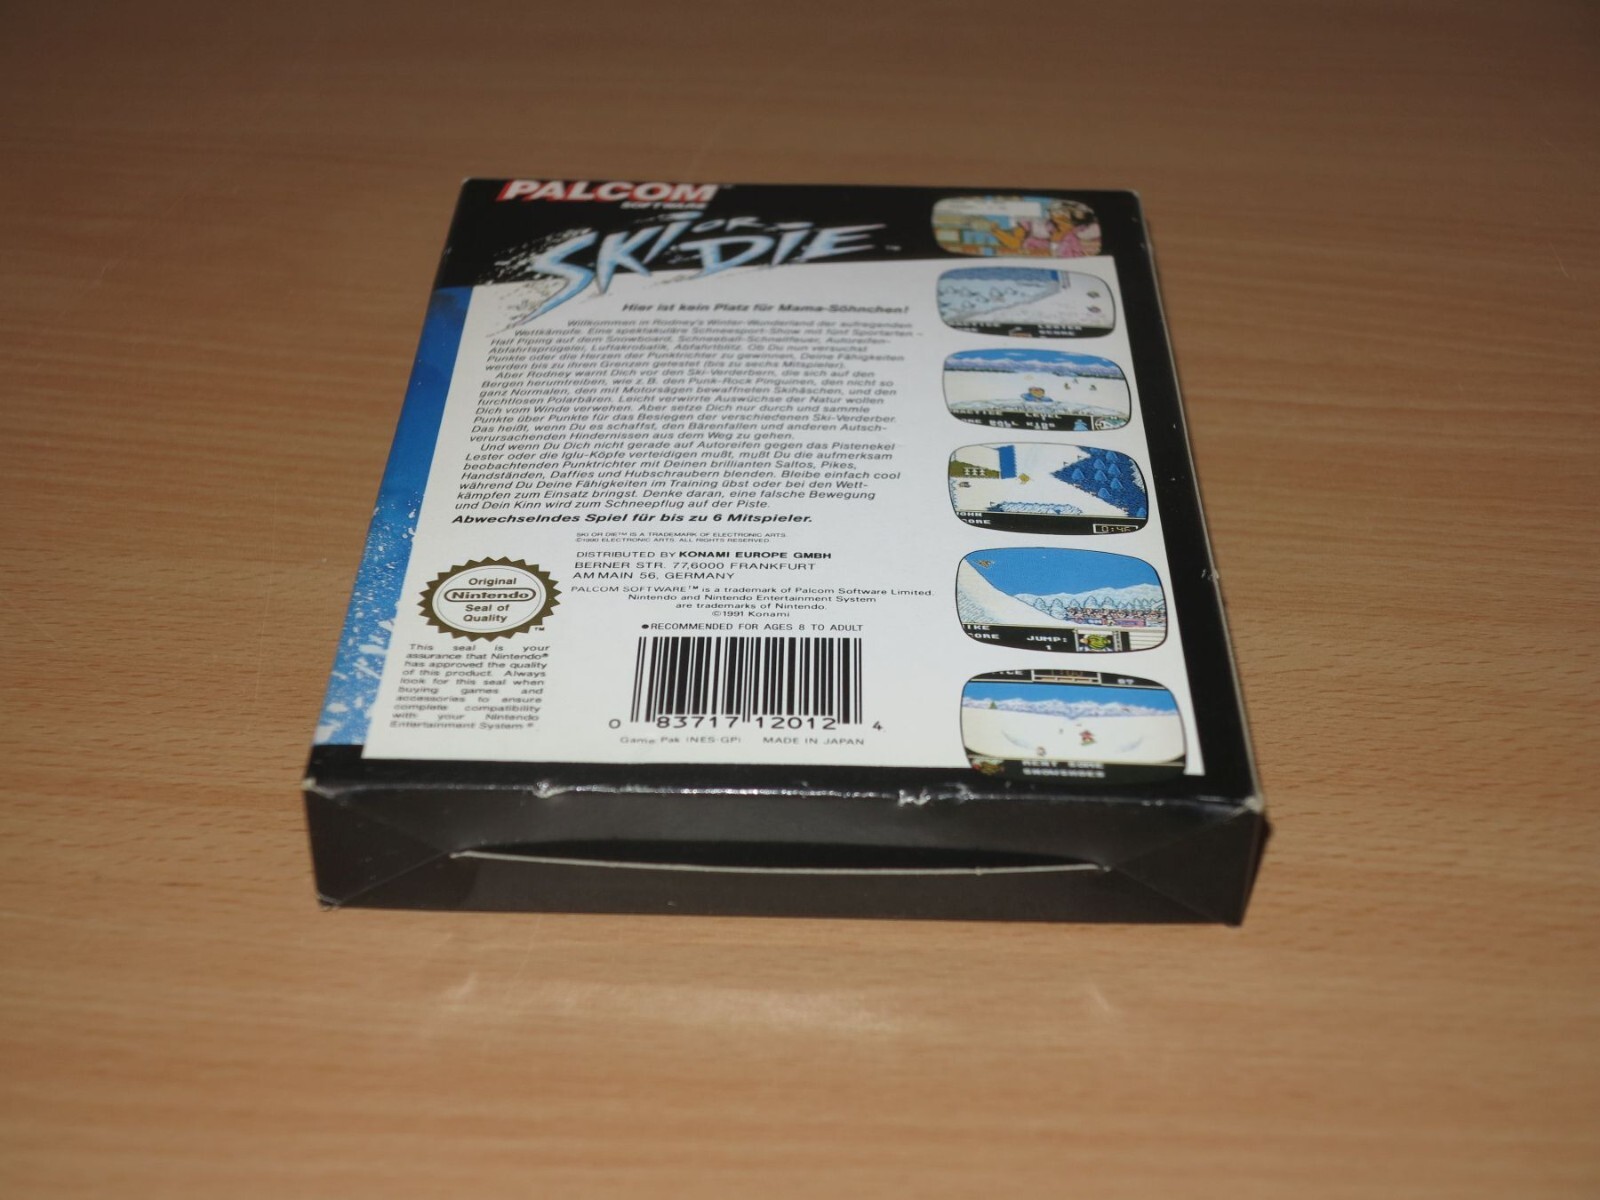 PALCOM
SOFTWARE
SKI OR DIE
Hier ist kein Platz für Mama-Söhnchen!
Willkommen in Rodney's Winter-Wunderland der aufregenden
Wettkämpfe. Eine spektakuläre Schneesport-Show mit fünf Sportarten –
Half Piping auf dem Snowboard, Schneeball-Schnellfeuer, Autoreifen-
Abfahrtsprügelei, Luftakrobatik, Abfahrtblitz. Ob Du nun versuchst
Punkte oder die Herzen der Punktrichter zu gewinnen, Deine Fähigkeiten
werden bis zu ihren Grenzen getestet (bis zu sechs Mitspieler).
Aber Rodney warnt Dich vor den Ski-Verderbern, die sich auf den
Bergen herumtreiben, wie z.B. den Punk-Rock Pinguinen, den nicht so
ganz Normalen, den mit Motorsägen bewaffneten Skihäschen, und den
furchtlosen Polarbären. Leicht verwirrte Auswüchse der Natur wollen
Dich vom Winde verwehen. Aber setze Dich nur durch und sammle
Punkte über Punkte für das Besiegen der verschiedenen Ski-Verderber.
Das heißt, wenn Du es schaffst, den Bärenfallen und anderen Autsch-
verursachenden Hindernissen aus dem Weg zu gehen.
Und wenn Du Dich nicht gerade auf Autoreifen gegen das Pistenekel
Lester oder die Iglu-Köpfe verteidigen mußt, mußt Du die aufmerksam
beobachtenden Punktrichter mit Deinen brillianten Saltos, Pikes,
Handständen, Daffies und Hubschraubern blenden. Bleibe einfach cool
während Du Deine Fähigkeiten im Training übst oder bei den Wett-
kämpfen zum Einsatz bringst. Denke daran, eine falsche Bewegung
und Dein Kinn wird zum Schneepflug auf der Piste.
Abwechselndes Spiel für bis zu 6 Mitspieler.
SKI OR DIE™ IS A TRADEMARK OF ELECTRONIC ARTS.
©1990 ELECTRONIC ARTS. ALL RIGHTS RESERVED.
DISTRIBUTED BY KONAMI EUROPE GMBH
BERNER STR. 77,6000 FRANKFURT
AM MAIN 56, GERMANY
PALCOM SOFTWARE™ is a trademark of Palcom Software Limited.
Nintendo and Nintendo Entertainment System
are trademarks of Nintendo.
©1991 Konami
●RECOMMENDED FOR AGES 8 TO ADULT
0 83717 12012 4
Game Pak (NES-GP) MADE IN JAPAN
Original
Nintendo
Seal of
Quality
™
This seal is your
assurance that Nintendo®
has approved the quality
of this product. Always
look for this seal when
buying games and
accessories to ensure
complete compatibility
with your Nintendo
Entertainment System®
LESTER
LEVEL
JOHN
0:46
JUMP:
1
SNOWSHOES